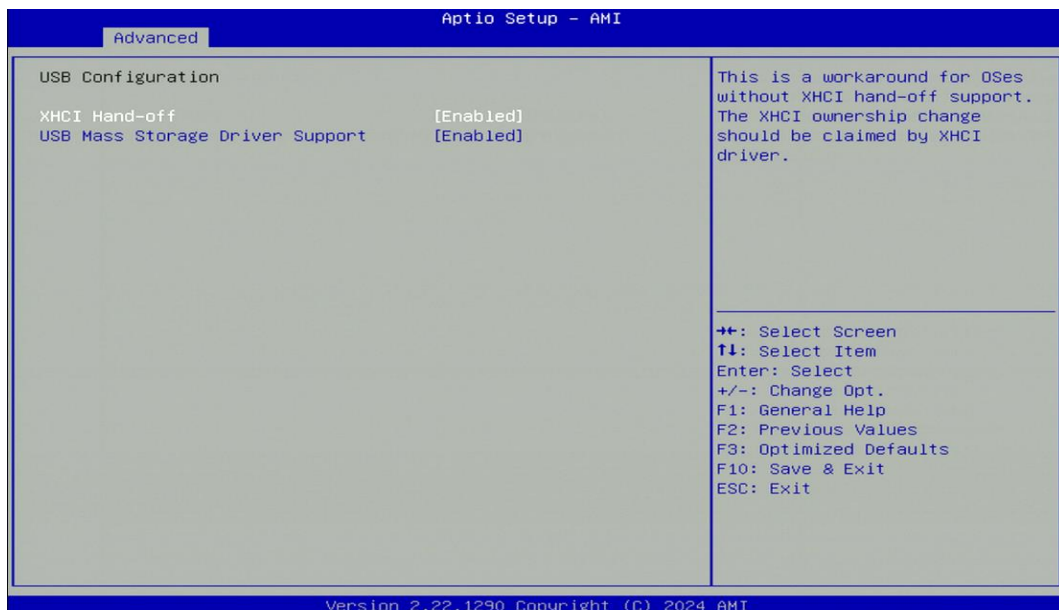 Aptio Setup – AMI
Advanced
USB Configuration
XHCI Hand-off [Enabled]
USB Mass Storage Driver Support [Enabled]
This is a workaround for OSes
without XHCI hand-off support.
The XHCI ownership change
should be claimed by XHCI
driver.
→←: Select Screen
↑↓: Select Item
Enter: Select
+/-: Change Opt.
F1: General Help
F2: Previous Values
F3: Optimized Defaults
F10: Save & Exit
ESC: Exit
Version 2.22.1290 Copyright (C) 2024 AMI